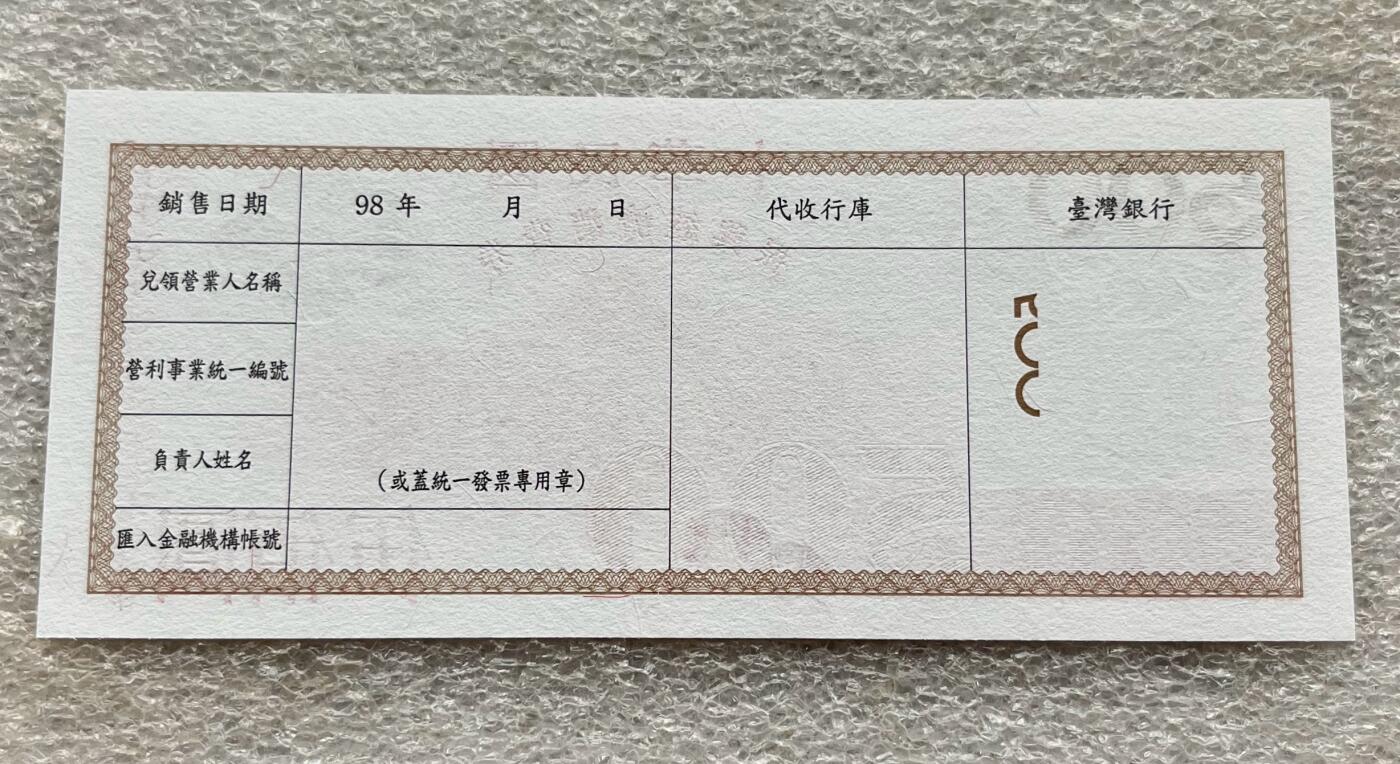 銷售日期 98 年 月 日 代收行庫 臺灣銀行
兌領營業人名稱
營利事業統一編號
負責人姓名
(或蓋統一發票專用章)
匯入金融機構帳號